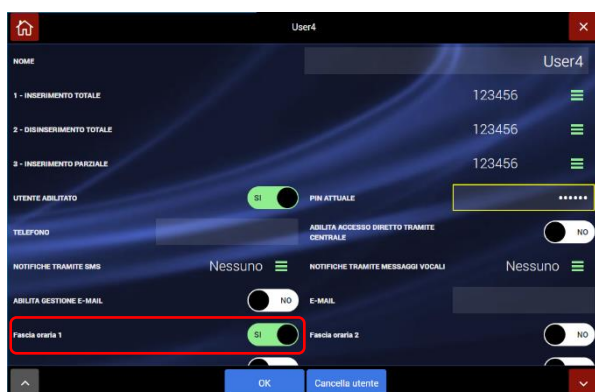 User4
NOME User4
1 - INSERIMENTO TOTALE 123456
2 - DISINSERIMENTO TOTALE 123456
3 - INSERIMENTO PARZIALE 123456
UTENTE ABILITATO SI PIN ATTUALE ••••••
TELEFONO ABILITA ACCESSO DIRETTO TRAMITE CENTRALE NO
NOTIFICHE TRAMITE SMS Nessuno NOTIFICHE TRAMITE MESSAGGI VOCALI Nessuno
ABILITA GESTIONE E-MAIL NO E-MAIL
Fascia oraria 1 SI Fascia oraria 2 NO
OK Cancella utente